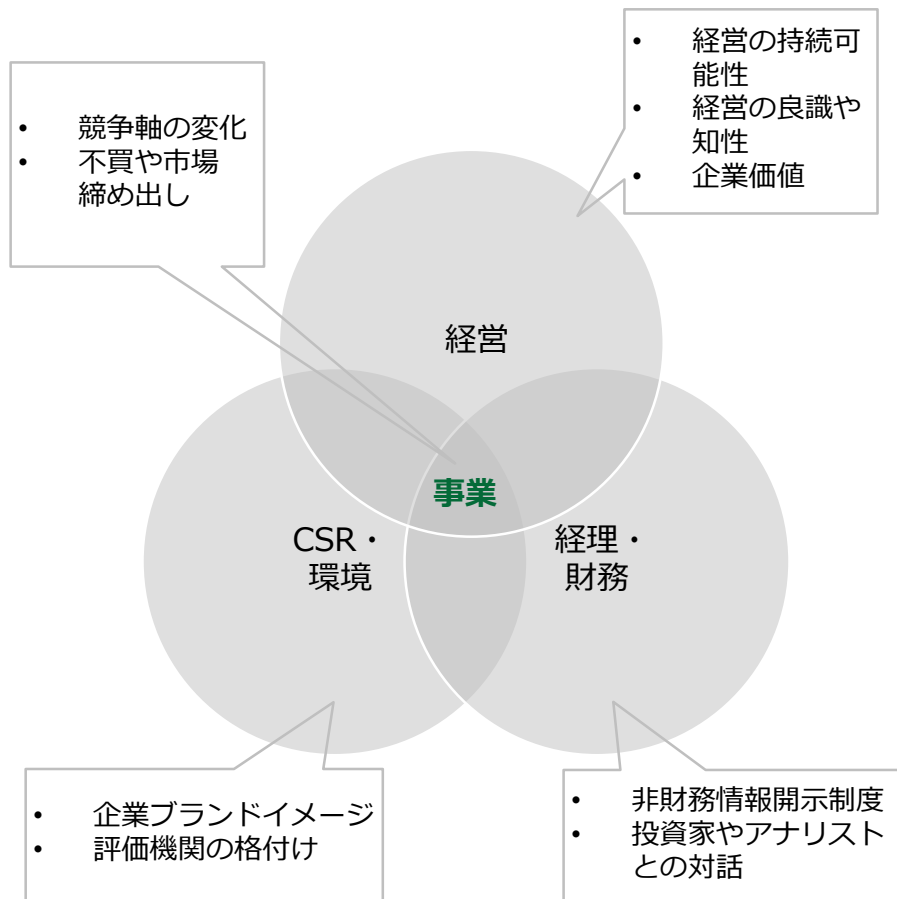 • 経営の持続可
能性
• 経営の良識や
知性
• 企業価値
• 競争軸の変化
• 不買や市場
締め出し
経営
事業
CSR・
環境
経理・
財務
• 企業ブランドイメージ
• 評価機関の格付け
• 非財務情報開示制度
• 投資家やアナリスト
との対話